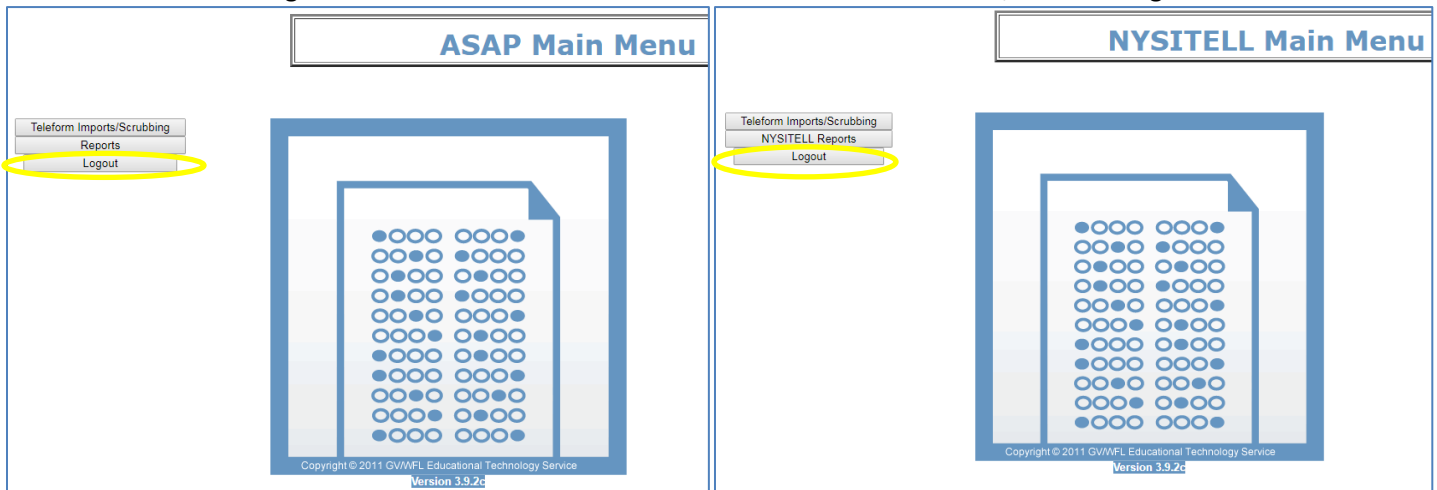 ASAP Main Menu
Teleform Imports/Scrubbing
Reports
Logout
Copyright © 2011 GV/WFL Educational Technology Service
Version 3.9.2c
NYSITELL Main Menu
Teleform Imports/Scrubbing
NYSITELL Reports
Logout
Copyright © 2011 GV/WFL Educational Technology Service
Version 3.9.2c